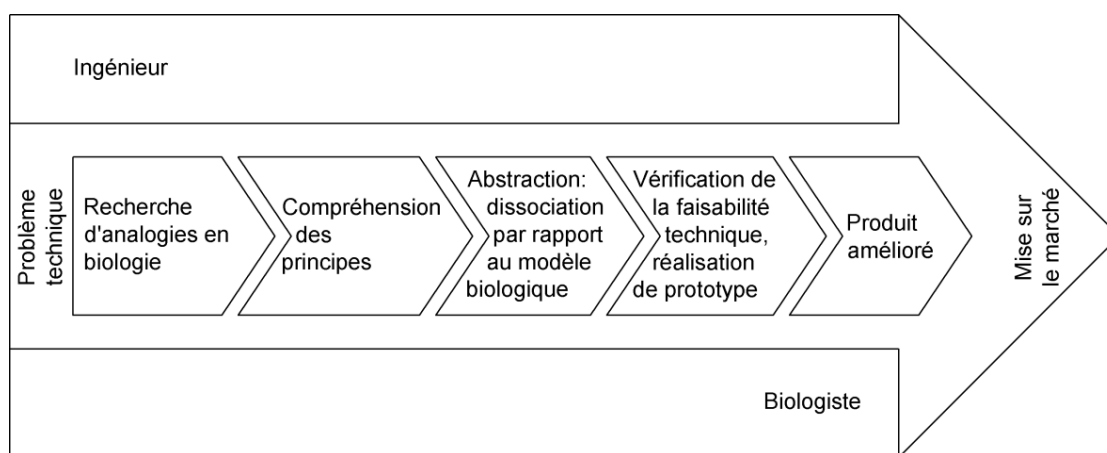 Ingénieur
Problème
technique
Recherche
d'analogies en
biologie
Compréhension
des
principes
Abstraction:
dissociation
par rapport
au modèle
biologique
Vérification de
la faisabilité
technique,
réalisation
de prototype
Produit
amélioré
Mise sur
le marché
Biologiste